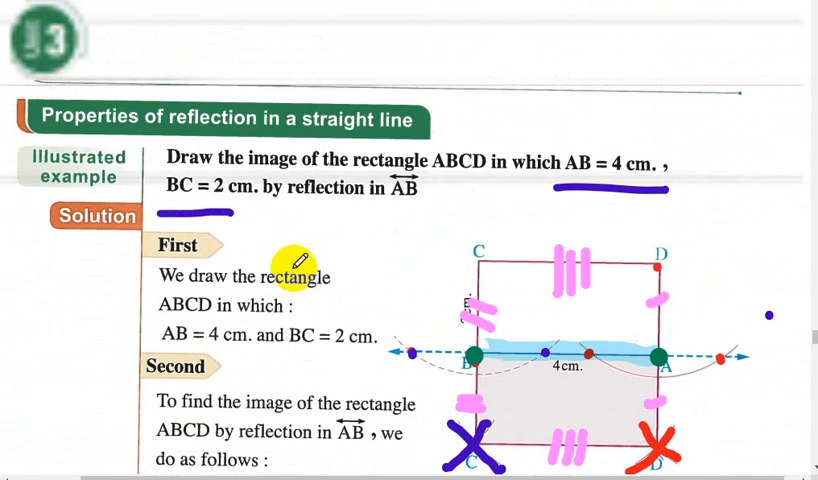 3
Properties of reflection in a straight line
Illustrated
example
Draw the image of the rectangle ABCD in which AB = 4 cm. ,
BC = 2 cm. by reflection in AB
Solution
First
We draw the rectangle
ABCD in which :
AB = 4 cm. and BC = 2 cm.
Second
To find the image of the rectangle
ABCD by reflection in AB , we
do as follows :
C
D
B
4cm.
A
C
D